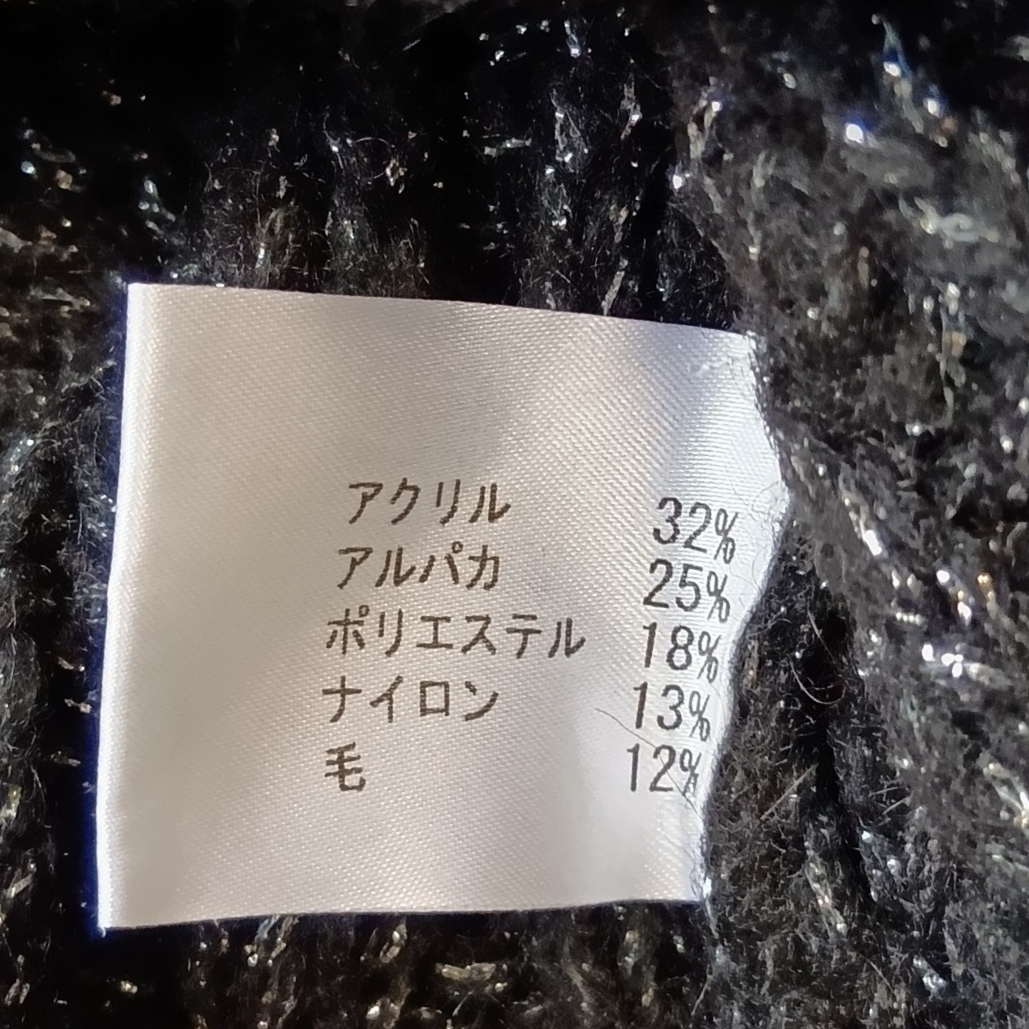 アクリル 32%
アルパカ 25%
ポリエステル 18%
ナイロン 13%
毛 12%